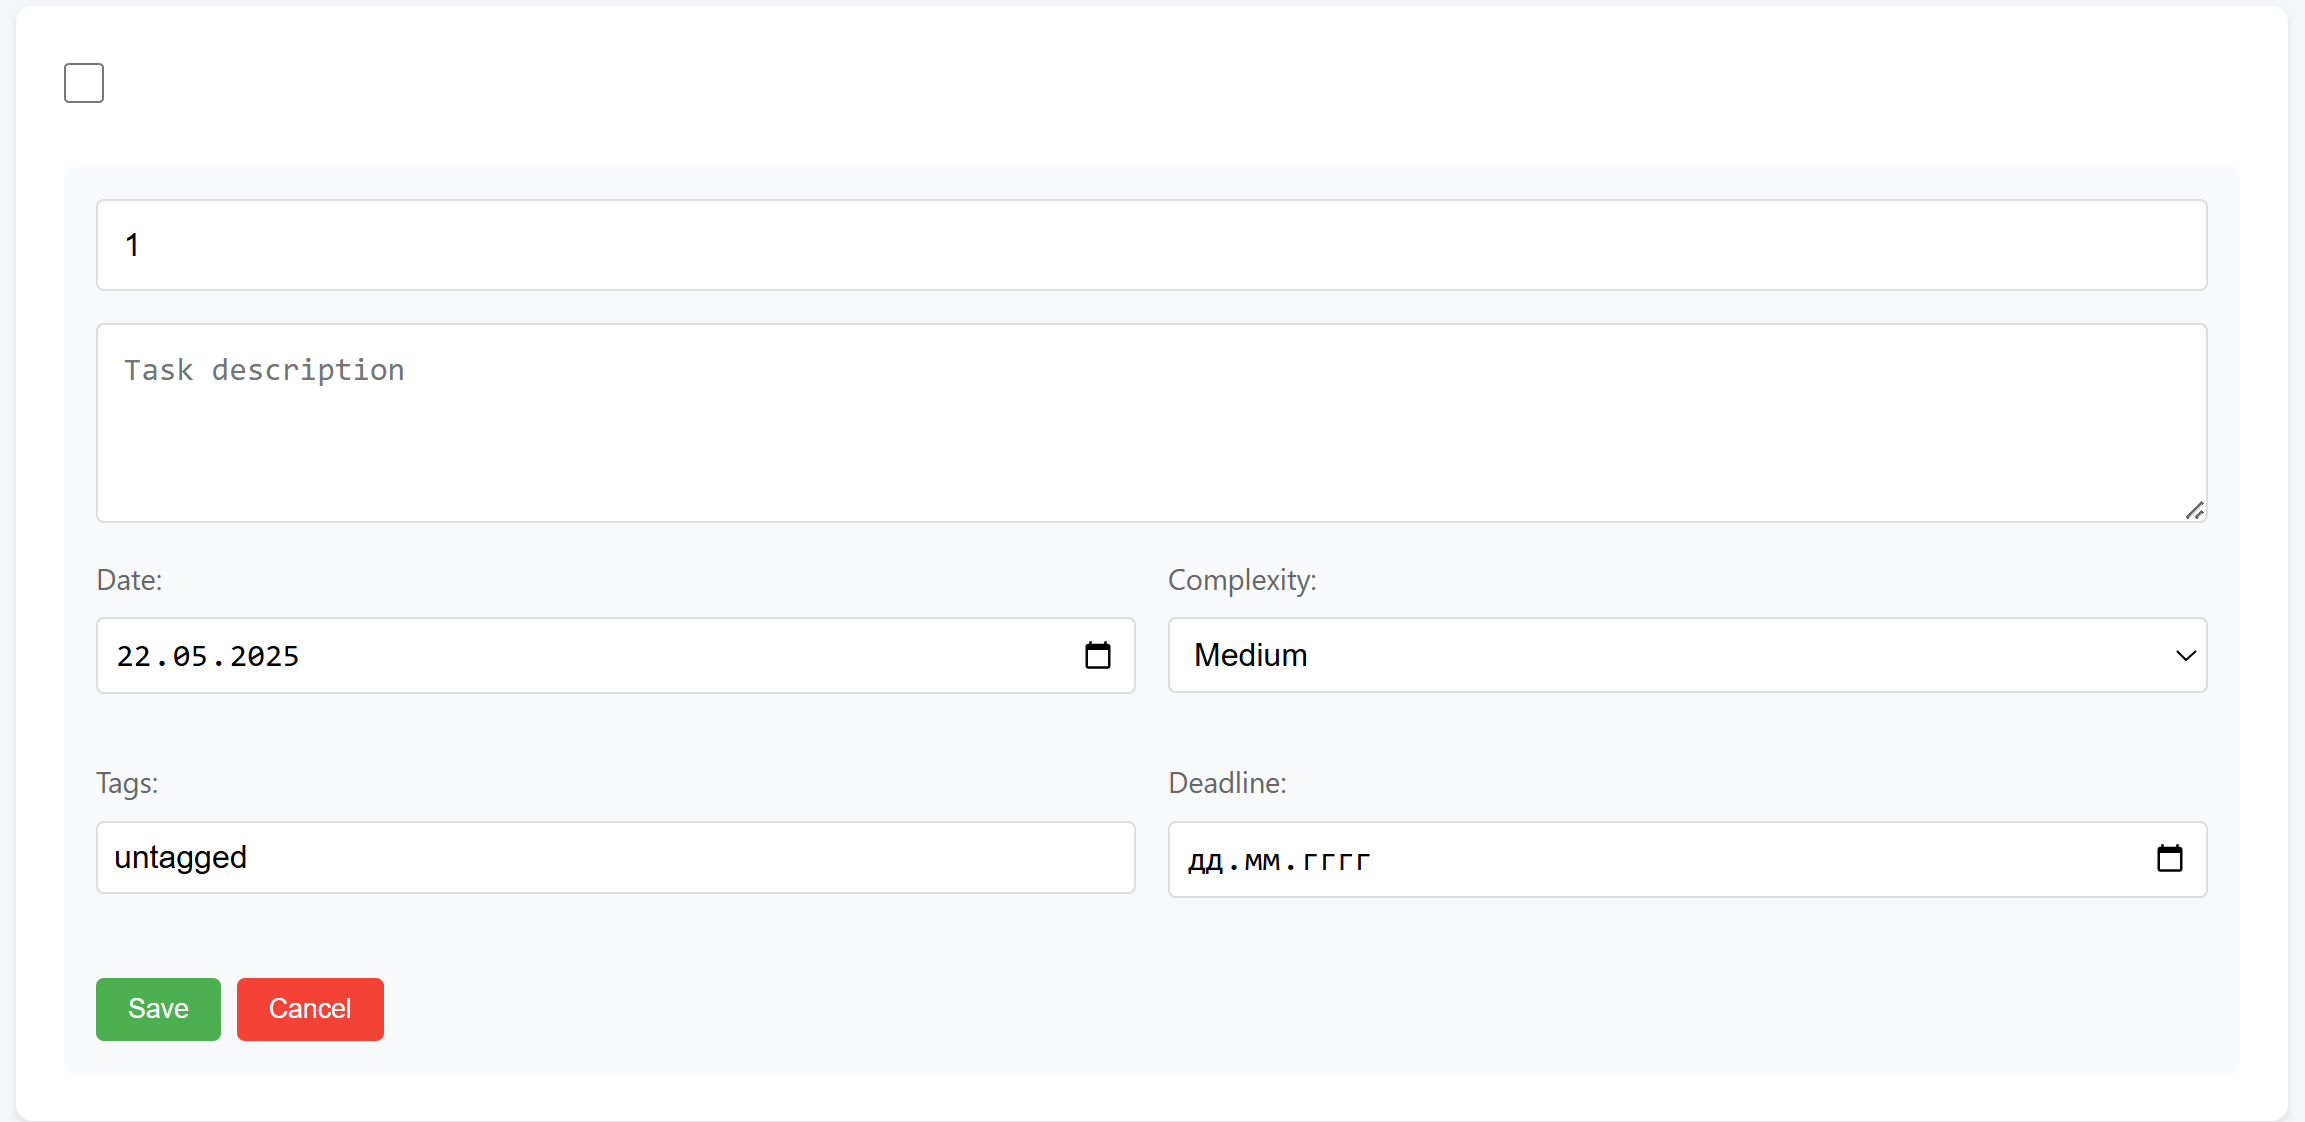 1
Task description
Date:
Complexity:
22.05.2025
Medium
Tags:
Deadline:
untagged
дд.мм.гггг
Save
Cancel